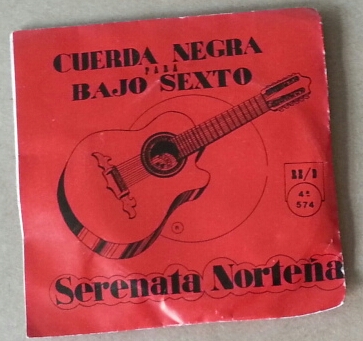 CUERDA NEGRA
PARA
BAJO SEXTO
4ª
574
Serenata Norteña